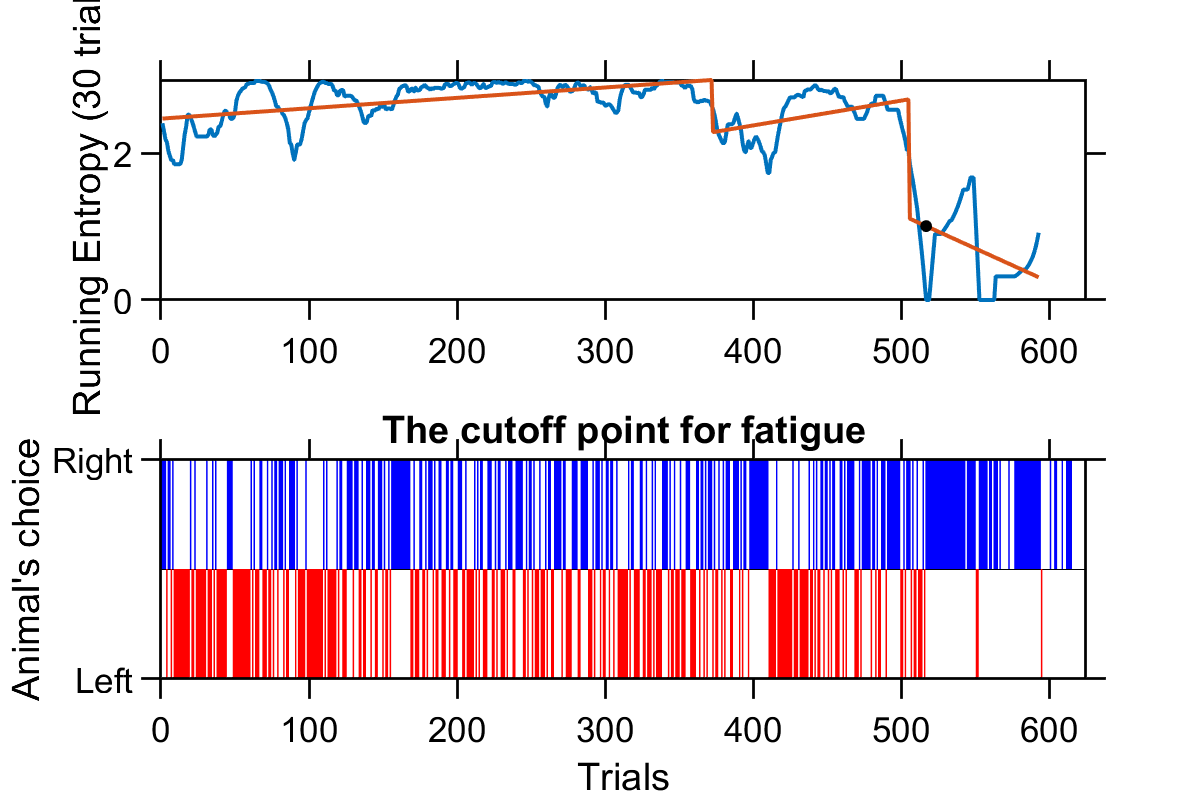 Running Entropy (30 trial
2
0
0 100 200 300 400 500 600
The cutoff point for fatigue
Animal's choice
Right
Left
0 100 200 300 400 500 600
Trials